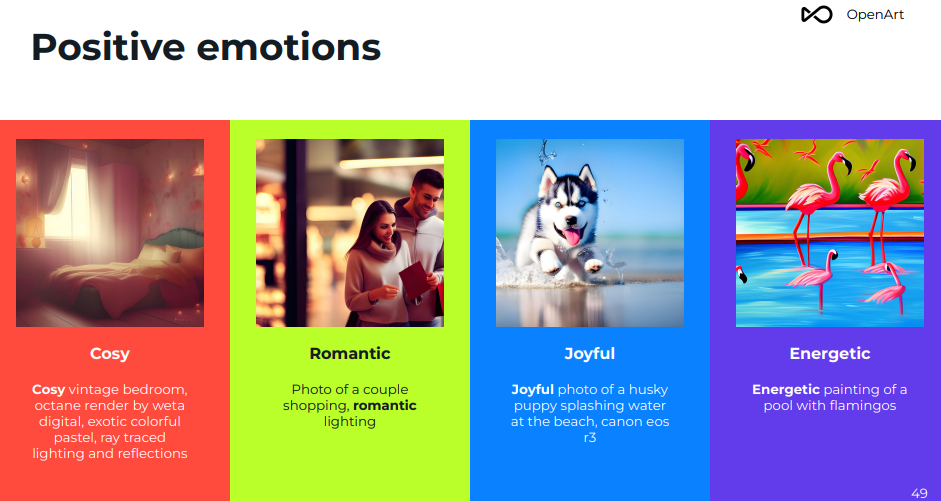 OpenArt
Positive emotions
Cosy
Cosy vintage bedroom,
octane render by weta
digital, exotic colorful
pastel, ray traced
lighting and reflections
Romantic
Photo of a couple
shopping, romantic
lighting
Joyful
Joyful photo of a husky
puppy splashing water
at the beach, canon eos
r3
Energetic
Energetic painting of a
pool with flamingos
49